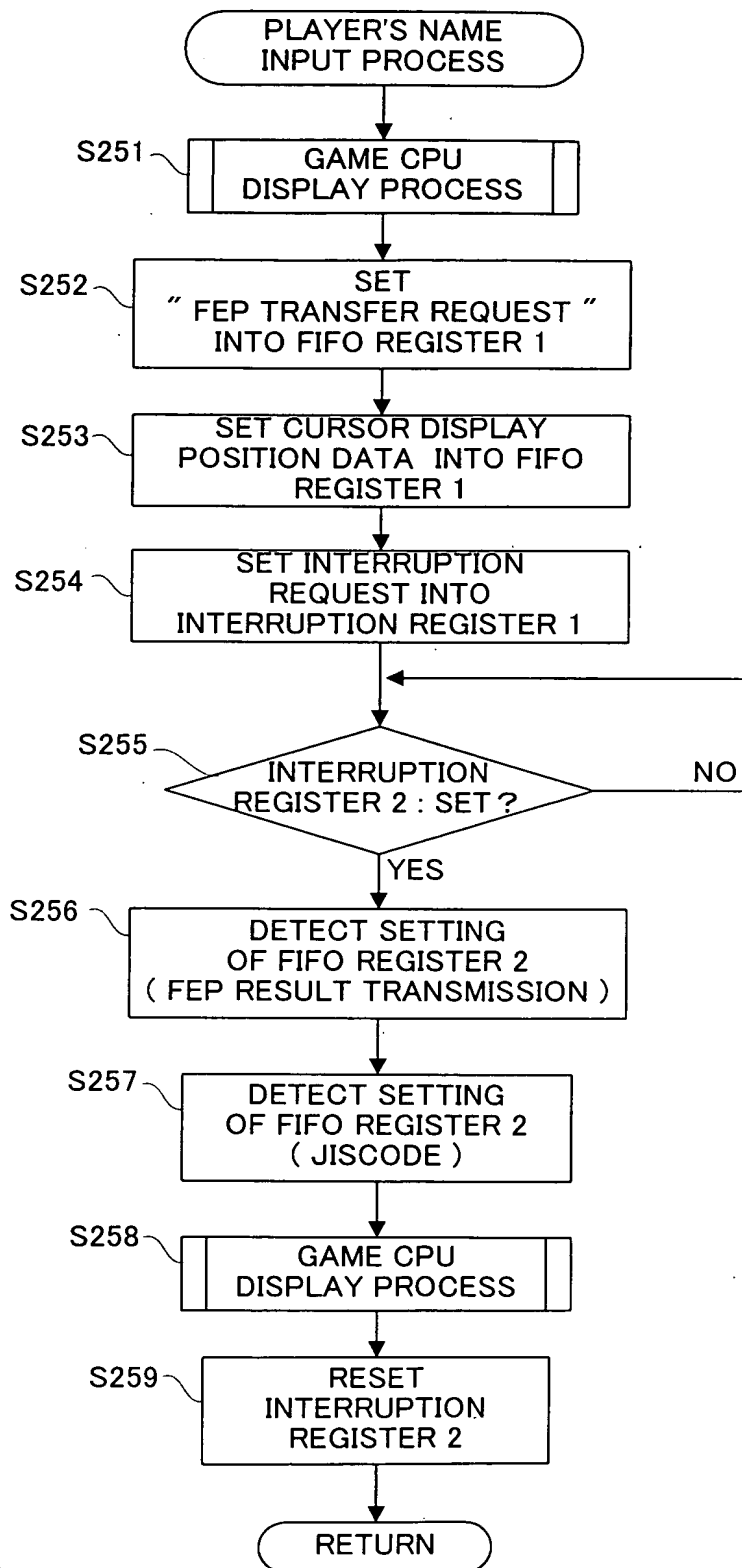 PLAYER'S NAME
INPUT PROCESS
S251
GAME CPU
DISPLAY PROCESS
S252
SET
" FEP TRANSFER REQUEST "
INTO FIFO REGISTER 1
S253
SET CURSOR DISPLAY
POSITION DATA INTO FIFO
REGISTER 1
S254
SET INTERRUPTION
REQUEST INTO
INTERRUPTION REGISTER 1
S255
INTERRUPTION
REGISTER 2 : SET ?
NO
YES
S256
DETECT SETTING
OF FIFO REGISTER 2
( FEP RESULT TRANSMISSION )
S257
DETECT SETTING
OF FIFO REGISTER 2
( JISCODE )
S258
GAME CPU
DISPLAY PROCESS
S259
RESET
INTERRUPTION
REGISTER 2
RETURN